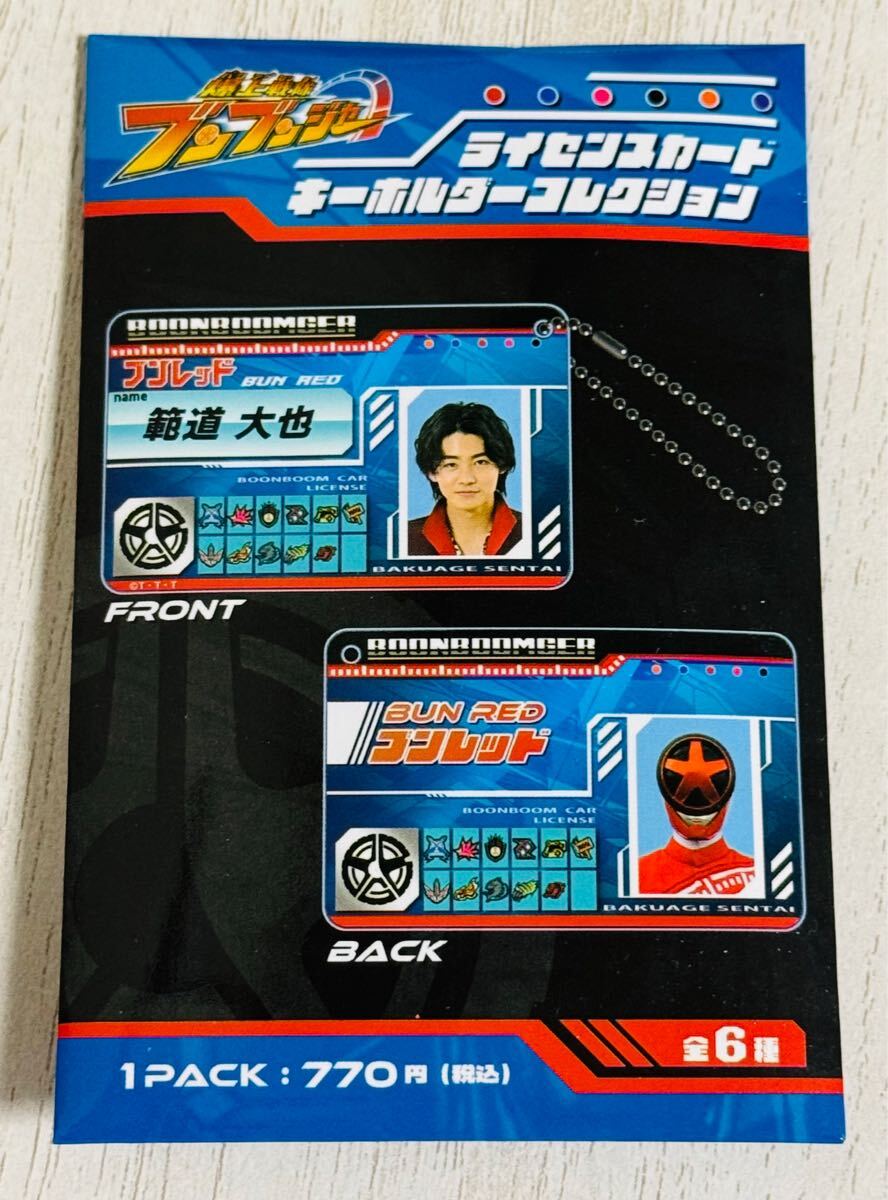 爆上戦隊
ブンブンジャー
ライセンスカード
キーホルダーコレクション
BOONBOOMGER
ブンレッド BUN RED
name
範道 大也
BOONBOOM CAR
LICENSE
©T・T・T
BAKUAGE SENTAI
FRONT
BOONBOOMGER
BUN RED
ブンレッド
BOONBOOM CAR
LICENSE
BAKUAGE SENTAI
BACK
1PACK：770円（税込）
全6種